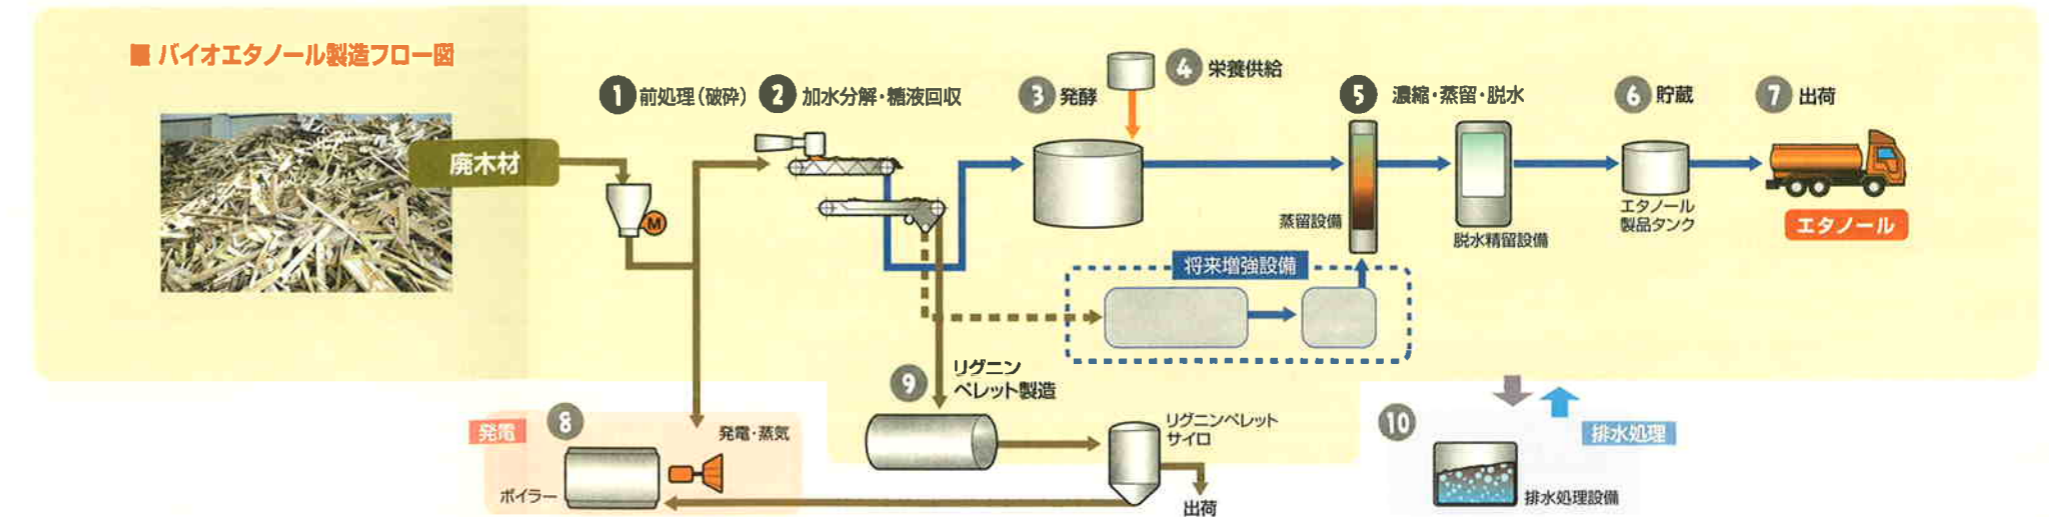 ■ バイオエタノール製造フロー図
廃木材
1 前処理(破砕)
2 加水分解・糖液回収
3 発酵
4 栄養供給
5 濃縮・蒸留・脱水
6 貯蔵
7 出荷
M
蒸留設備
脱水精留設備
エタノール
製品タンク
エタノール
将来増強設備
9 リグニン
ペレット製造
リグニンペレット
サイロ
出荷
発電
8
発電・蒸気
ボイラー
10
排水処理
排水処理設備